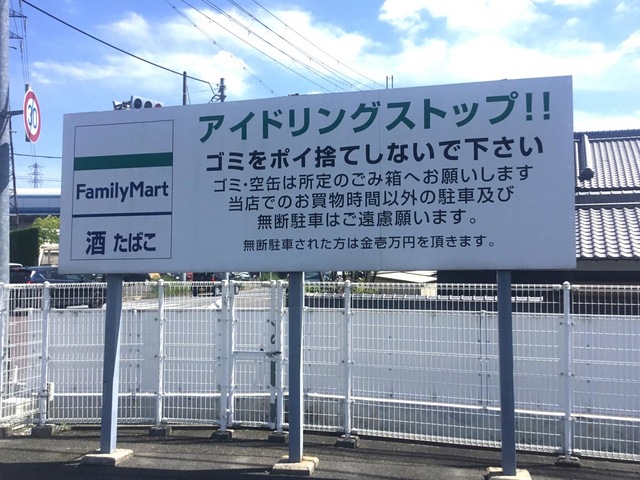 30
アイドリングストップ!!
ゴミをポイ捨てしないで下さい
ゴミ・空缶は所定のごみ箱へお願いします
当店でのお買物時間以外の駐車及び
無断駐車はご遠慮願います。
無断駐車された方は金壱万円を頂きます。
FamilyMart
酒 たばこ